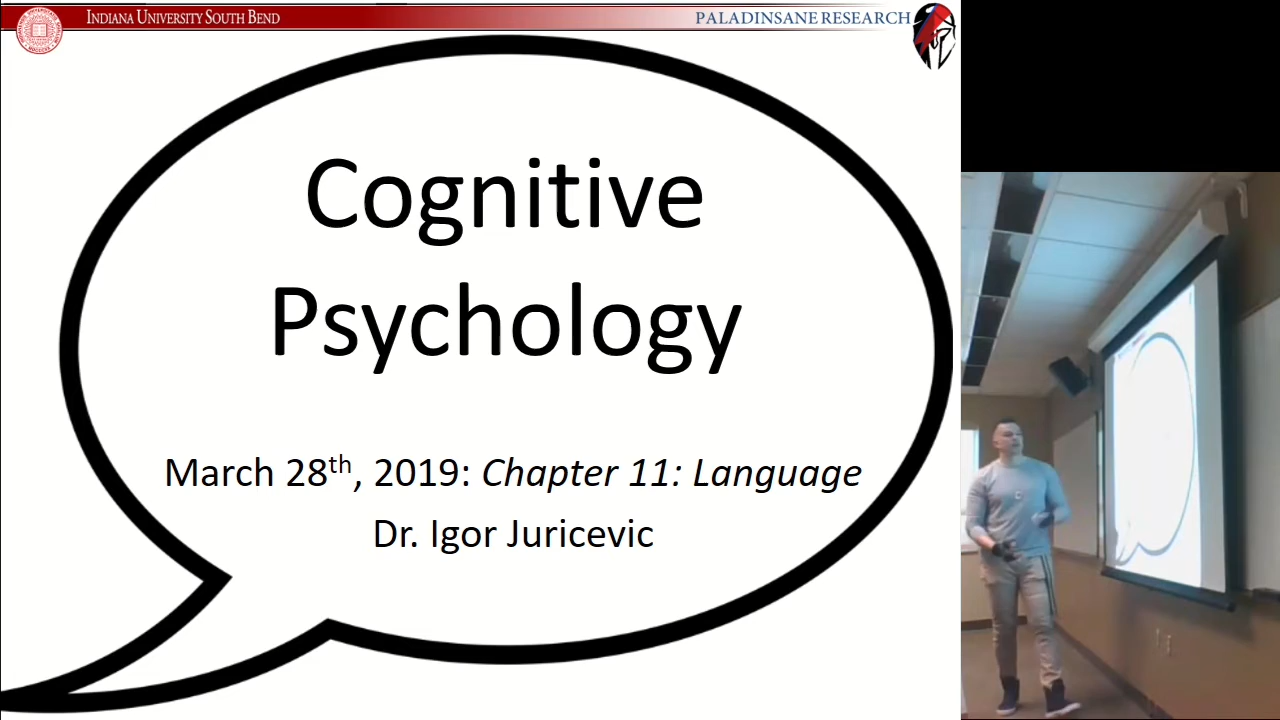 INDIANA UNIVERSITY SOUTH BEND
PALADINSANE RESEARCH
Cognitive
Psychology
March 28th, 2019: Chapter 11: Language
Dr. Igor Juricevic